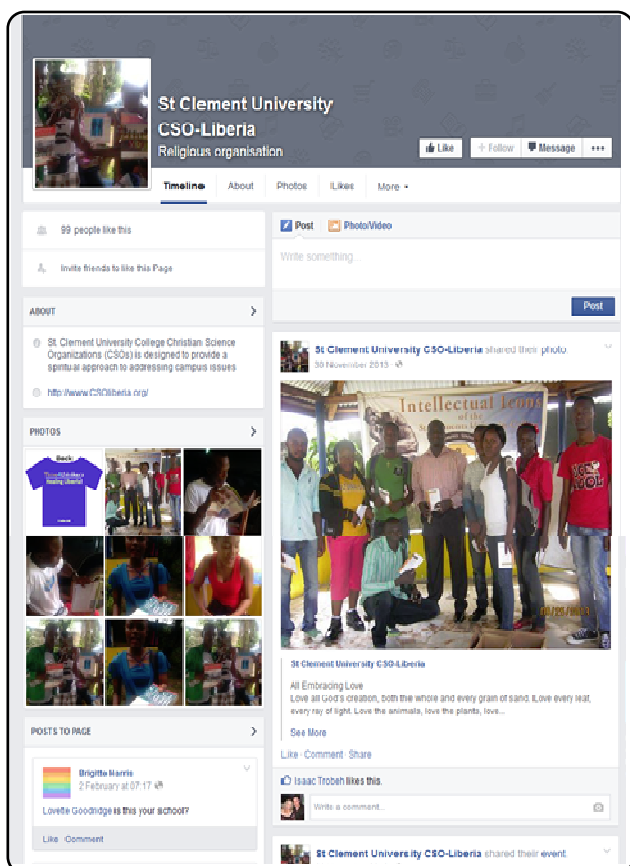 St Clement University
CSO-Liberia
Religious organisation
Like
Follow
Message
Timeline
About
Photos
Likes
More
99 people like this
Invite friends to like this Page
ABOUT
St. Clement University College Christian Science
Organizations (CSOs) is designed to provide a
spiritual approach to addressing campus issues
http://www.CSOliberia.org/
PHOTOS
Back:
Healing Liberia!
POSTS TO PAGE
Brigitte Harris
2 February at 07:17
Lovette Goodridge is this your school?
Like · Comment
Post
Photo/Video
Write something...
Post
St Clement University CSO-Liberia shared their photo.
30 November 2013
Intellectual Icons
of the
St Clement University CSO-Liberia
All Embracing Love
Love all God's creation, both the whole and every grain of sand. Love every leaf,
every ray of light. Love the animals, love the plants, love...
See More
Like · Comment · Share
Isaac Trobeh likes this.
Write a comment...
St Clement University CSO-Liberia shared their event.